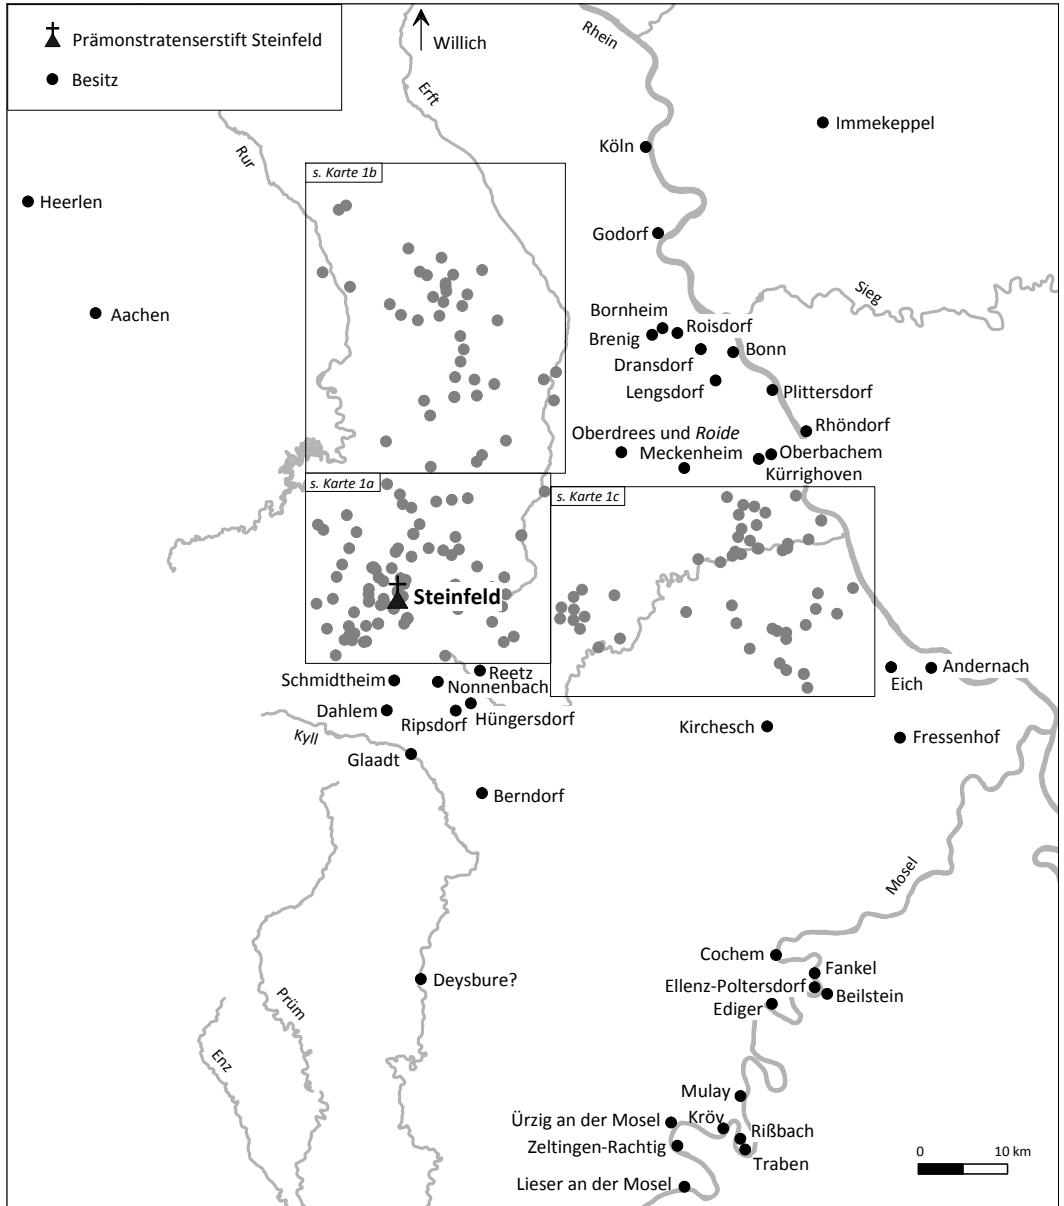 Prämonstratenserstift Steinfeld
Besitz
Willich
Rhein
Erft
Rur
Immekeppel
Köln
s. Karte 1b
Heerlen
Godorf
Sieg
Aachen
Bornheim
Roisdorf
Brenig
Bonn
Dransdorf
Lengsdorf
Plittersdorf
Rhöndorf
Oberdrees und Roide
Meckenheim
Oberbachem
Kürrighoven
s. Karte 1a
s. Karte 1c
Steinfeld
Reetz
Schmidtheim
Nonnenbach
Andernach
Eich
Dahlem
Ripsdorf
Hüngersdorf
Kirchesch
Fressenhof
Kyll
Glaadt
Berndorf
Mosel
Cochem
Fankel
Deysbure?
Ellenz-Poltersdorf
Beilstein
Ediger
Prüm
Enz
Mulay
Ürzig an der Mosel
Kröv
Rißbach
Zeltingen-Rachtig
Traben
Lieser an der Mosel
0 10 km